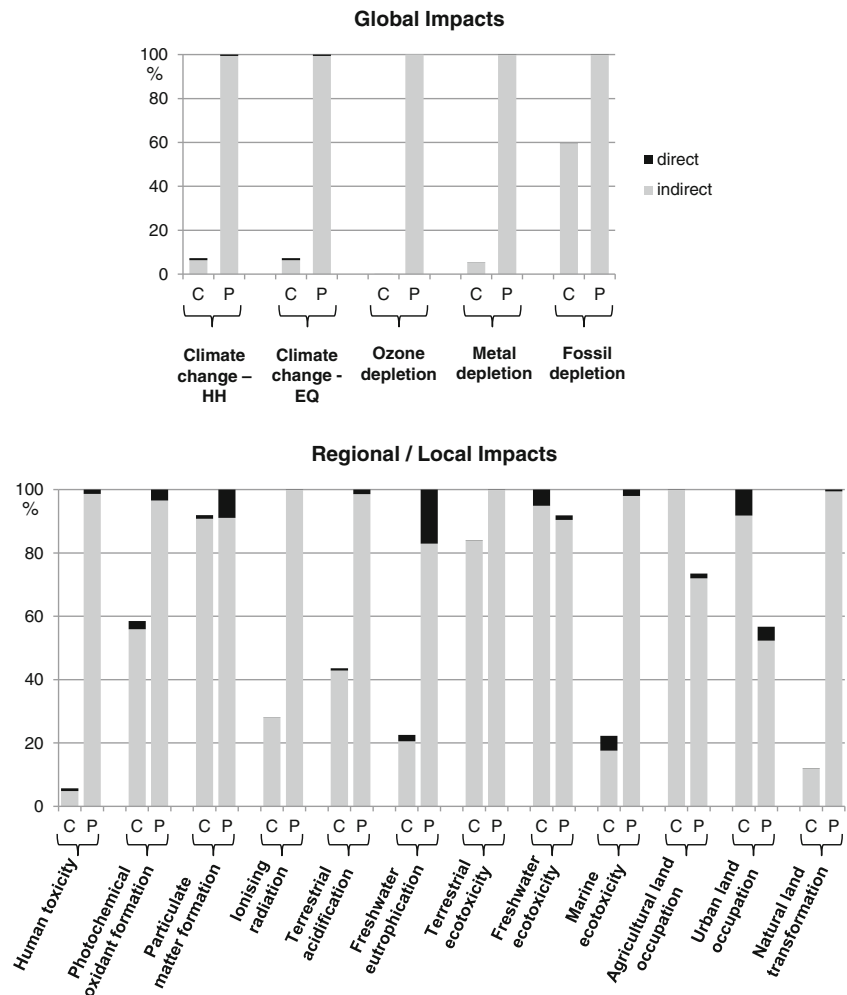 Global Impacts
100
%
80
60
40
20
0
direct
indirect
C P C P C P C P C P
Climate change – HH
Climate change - EQ
Ozone depletion
Metal depletion
Fossil depletion
Regional / Local Impacts
100
%
80
60
40
20
0
C P C P C P C P C P C P C P C P C P C P C P C P
Human toxicity
Photochemical oxidant formation
Particulate matter formation
Ionising radiation
Terrestrial acidification
Freshwater eutrophication
Terrestrial ecotoxicity
Freshwater ecotoxicity
Marine ecotoxicity
Agricultural land occupation
Urban land occupation
Natural land transformation